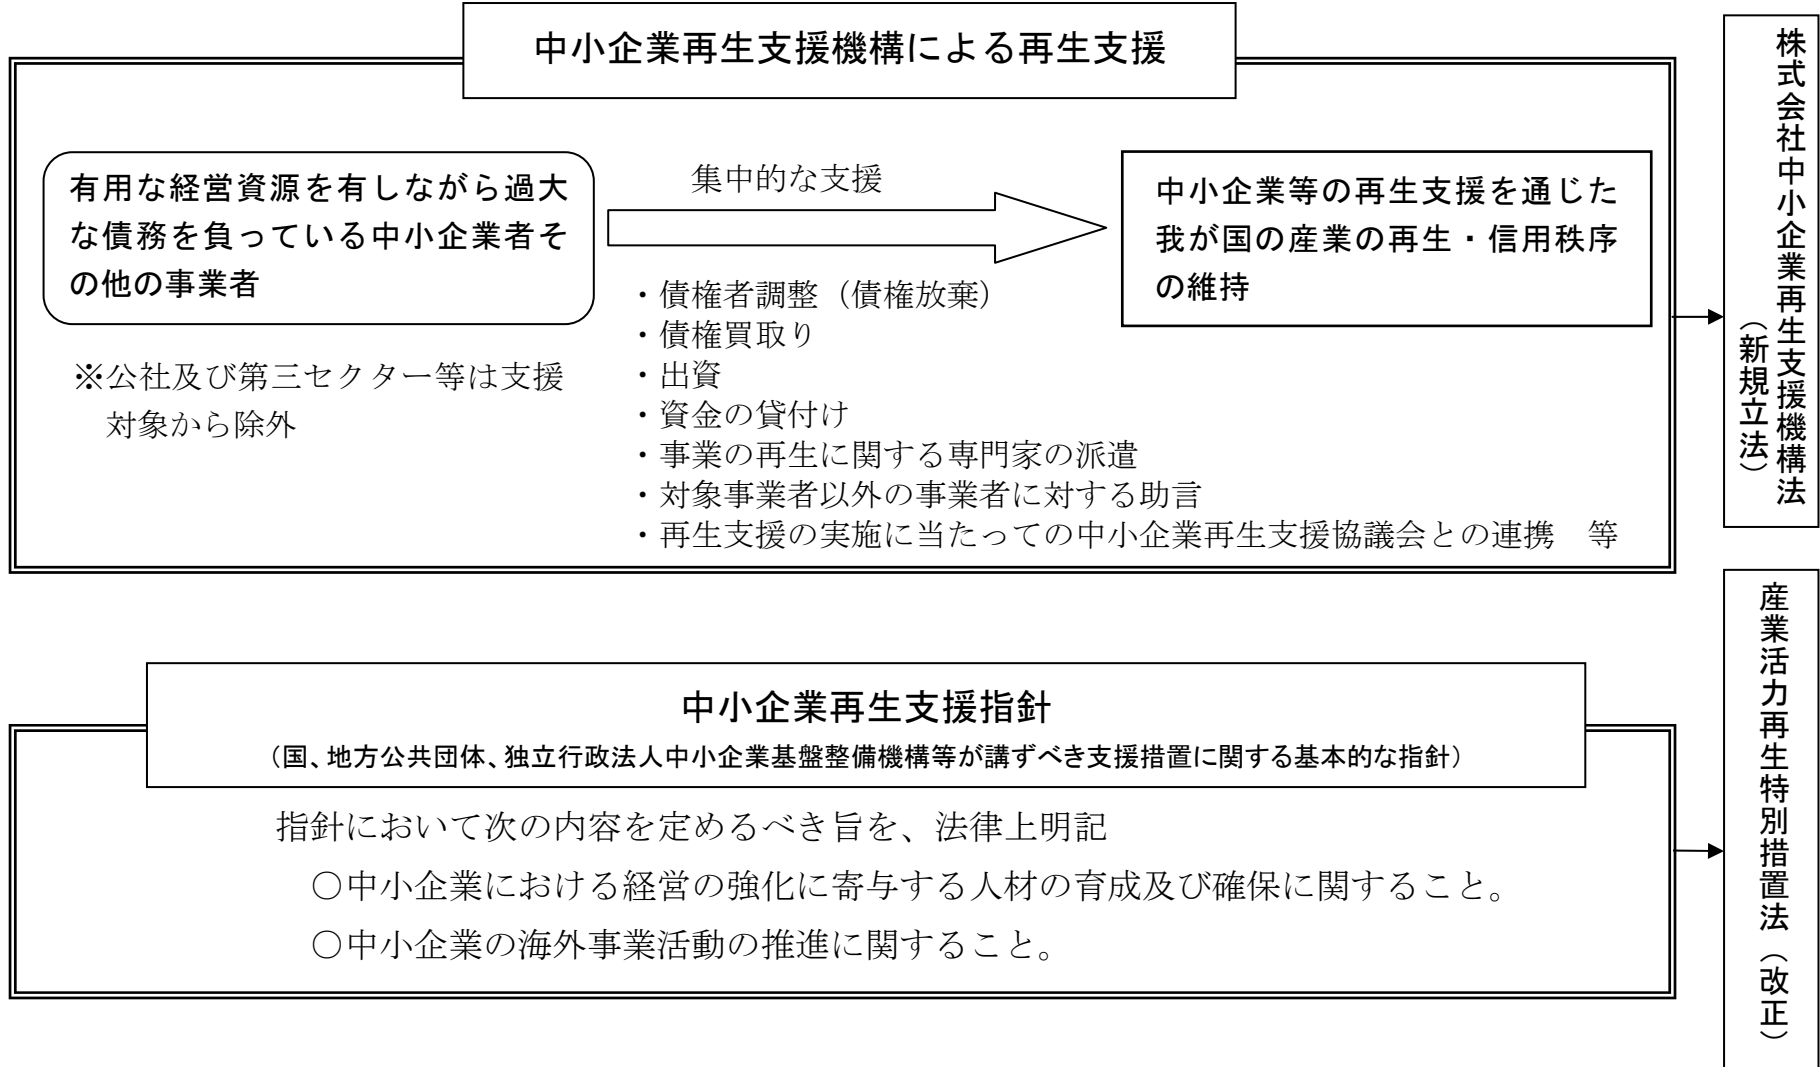 中小企業再生支援機構による再生支援
有用な経営資源を有しながら過大
な債務を負っている中小企業者そ
の他の事業者
※公社及び第三セクター等は支援
対象から除外
集中的な支援
・債権者調整（債権放棄）
・債権買取り
・出資
・資金の貸付け
・事業の再生に関する専門家の派遣
・対象事業者以外の事業者に対する助言
・再生支援の実施に当たっての中小企業再生支援協議会との連携　等
中小企業等の再生支援を通じた
我が国の産業の再生・信用秩序
の維持
株式会社中小企業再生支援機構法
（新規立法）
中小企業再生支援指針
（国、地方公共団体、独立行政法人中小企業基盤整備機構等が講ずべき支援措置に関する基本的な指針）
指針において次の内容を定めるべき旨を、法律上明記
○中小企業における経営の強化に寄与する人材の育成及び確保に関すること。
○中小企業の海外事業活動の推進に関すること。
産業活力再生特別措置法（改正）